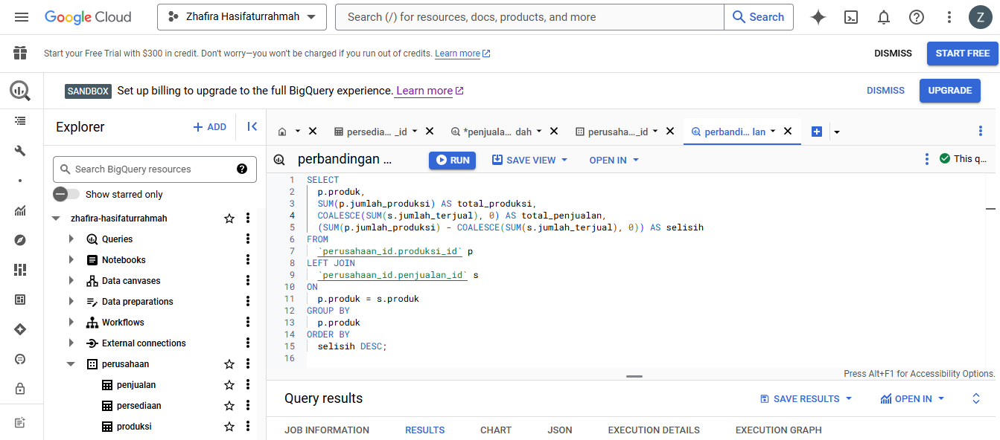 Google Cloud
Zhafira Hasifaturrahmah
Search (/) for resources, docs, products, and more
Search
Z
Start your Free Trial with $300 in credit. Don't worry—you won't be charged if you run out of credits. Learn more
DISMISS
START FREE
SANDBOX Set up billing to upgrade to the full BigQuery experience. Learn more
DISMISS
UPGRADE
Explorer
+ ADD
Search BigQuery resources
Show starred only
zhafira-hasifaturrahmah
Queries
Notebooks
Data canvases
Data preparations
Workflows
External connections
perusahaan
penjualan
persediaan
produksi
persedia... _id
*penjuala... dah
perusaha..._id
perbandi... lan
perbandingan ...
RUN
SAVE VIEW
OPEN IN
This q...
1 SELECT
2 p.produk,
3 SUM(p.jumlah_produksi) AS total_produksi,
4 COALESCE(SUM(s.jumlah_terjual), 0) AS total_penjualan,
5 (SUM(p.jumlah_produksi) - COALESCE(SUM(s.jumlah_terjual), 0)) AS selisih
6 FROM
7 `perusahaan_id.produksi_id` p
8 LEFT JOIN
9 `perusahaan_id.penjualan_id` s
10 ON
11 p.produk = s.produk
12 GROUP BY
13 p.produk
14 ORDER BY
15 selisih DESC;
16
Press Alt+F1 for Accessibility Options.
Query results
SAVE RESULTS
OPEN IN
JOB INFORMATION
RESULTS
CHART
JSON
EXECUTION DETAILS
EXECUTION GRAPH